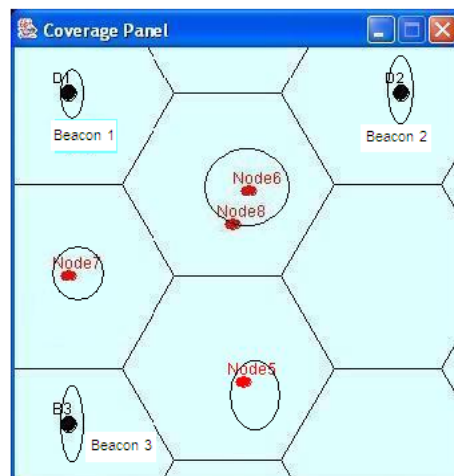 Coverage Panel
D1
D2
Beacon 1
Beacon 2
Node6
Node8
Node7
Node5
B3
Beacon 3